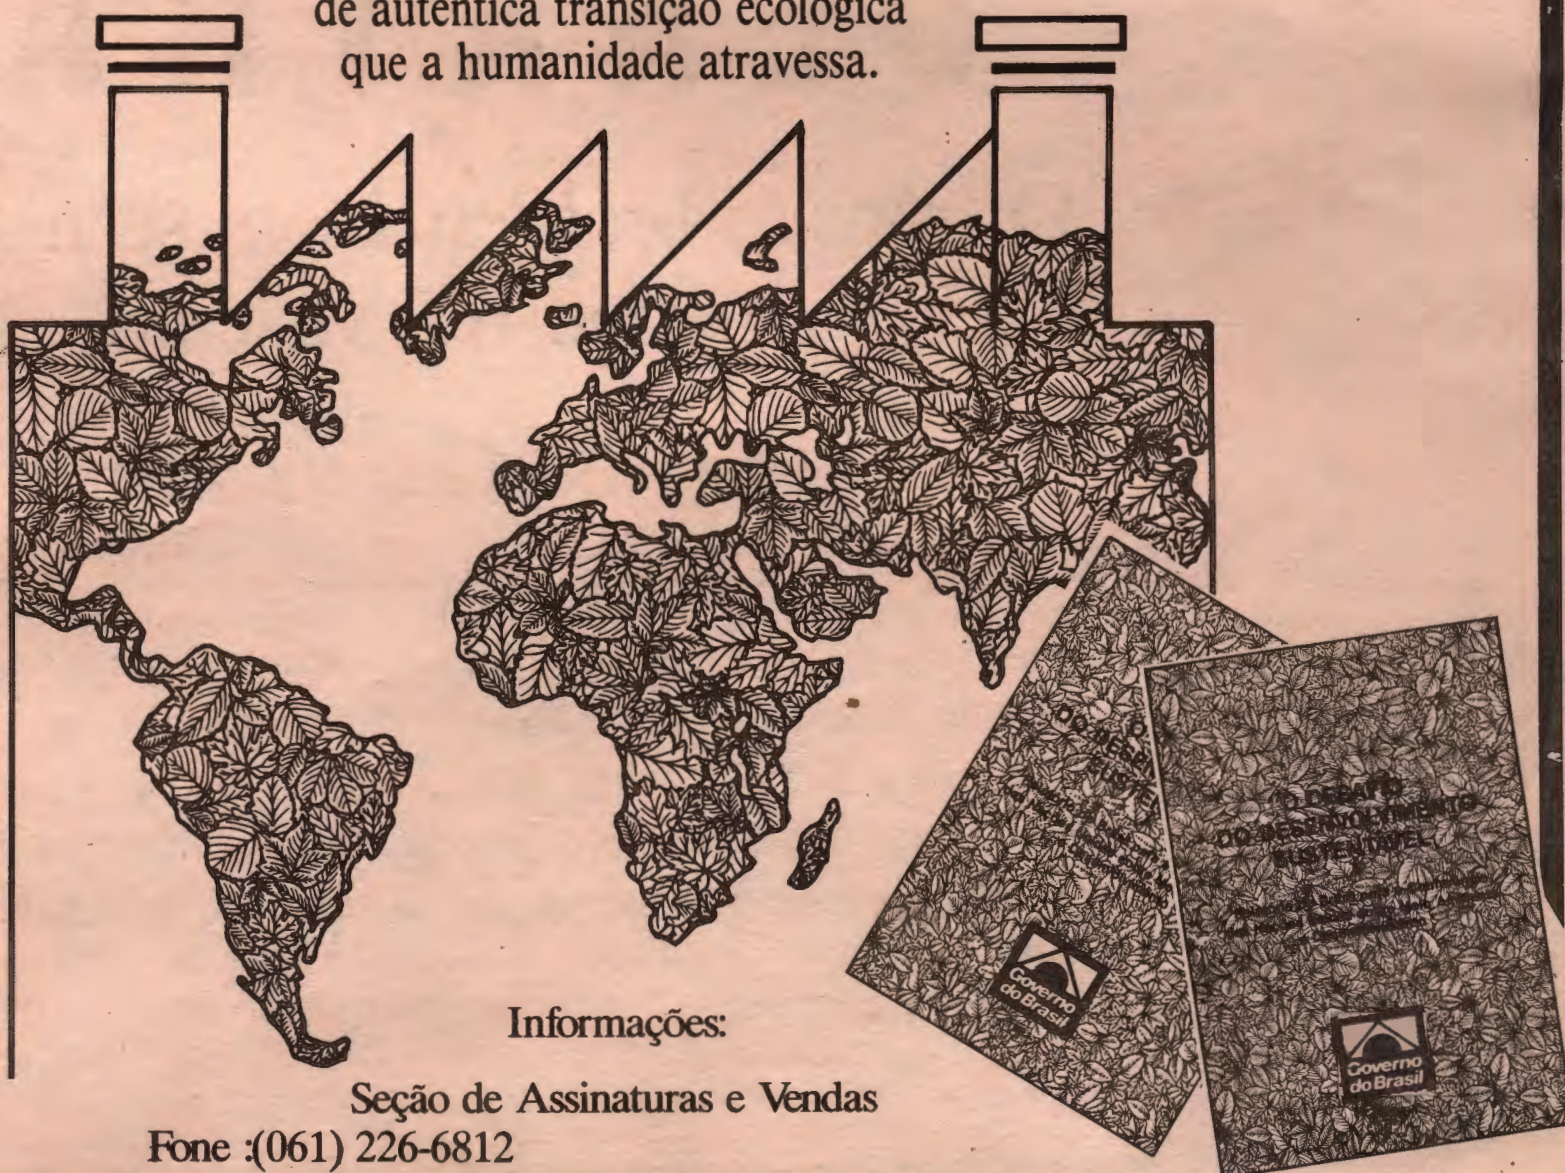 de autêntica transição ecológica
que a humanidade atravessa.
O DESAFIO
DO DESENVOLVIMENTO
SUSTENTÁVEL
Governo
do Brasil
Governo
do Brasil
Informações:
Seção de Assinaturas e Vendas
Fone :(061) 226-6812